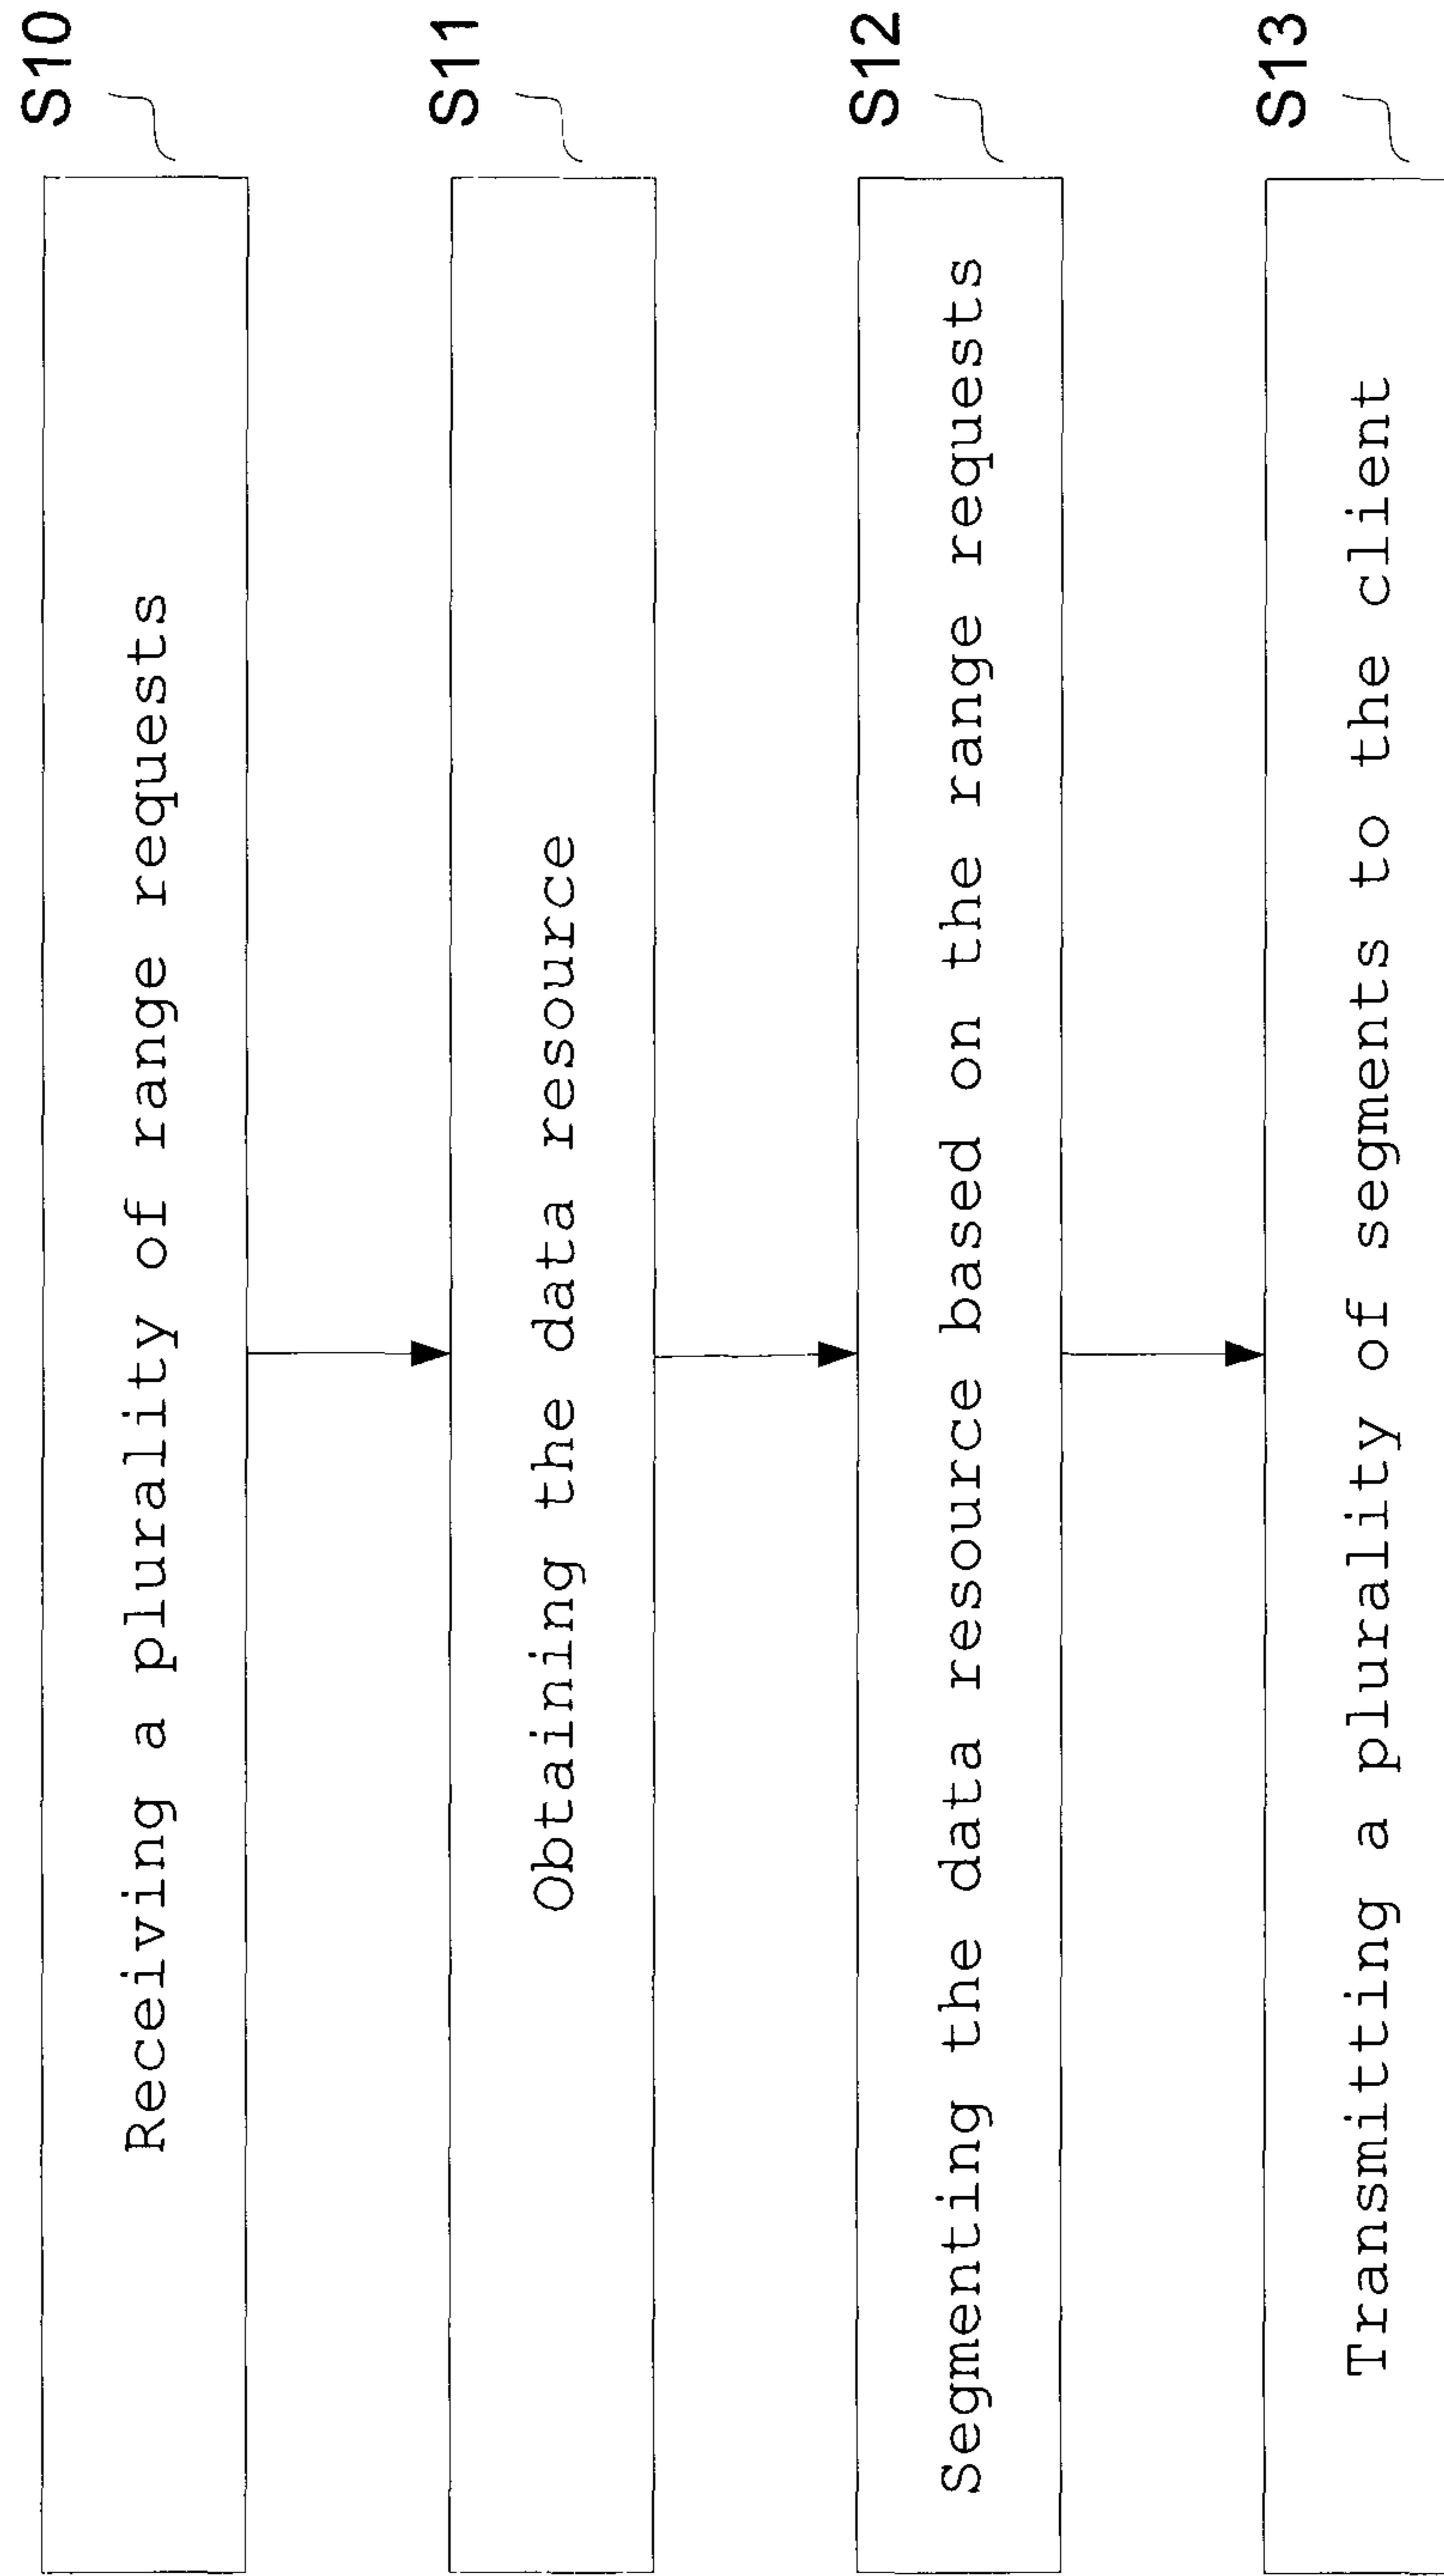 S10
Receiving a plurality of range requests
S11
Obtaining the data resource
S12
Segmenting the data resource based on the range requests
S13
Transmitting a plurality of segments to the client